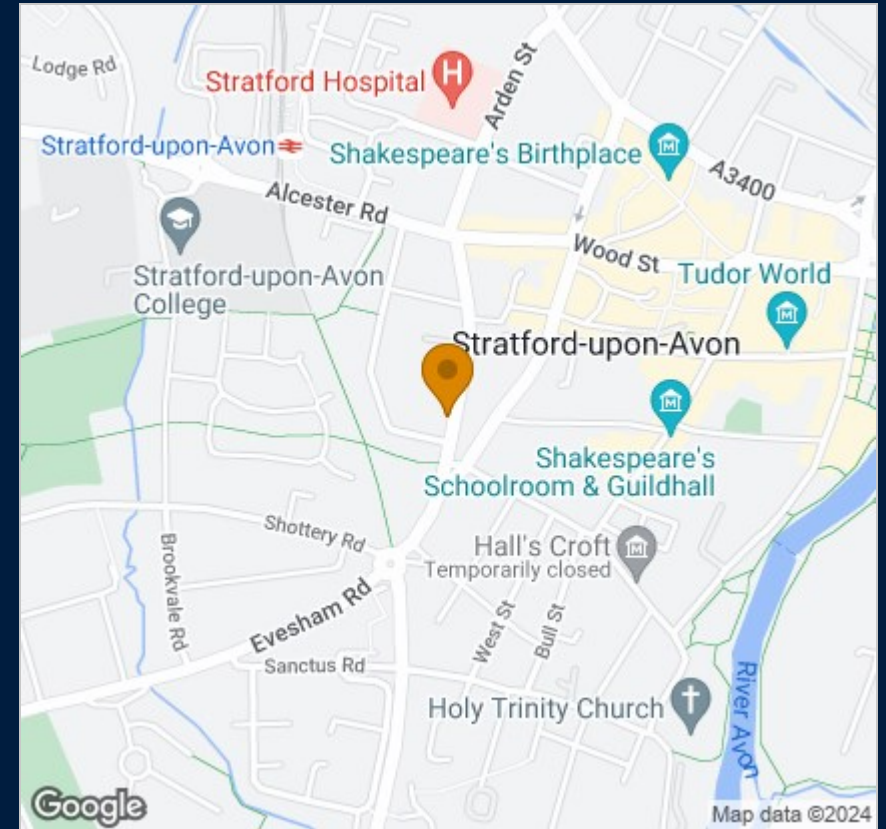 Lodge Rd
Stratford Hospital
H
Arden St
Stratford-upon-Avon
Shakespeare's Birthplace
A3400
Alcester Rd
Wood St
Stratford-upon-Avon
College
Tudor World
Stratford-upon-Avon
Shakespeare's
Schoolroom & Guildhall
Shottery Rd
Hall's Croft
Temporarily closed
Brookvale Rd
Evesham Rd
West St
Bull St
Sanctus Rd
Holy Trinity Church
River Avon
Google
Map data ©2024